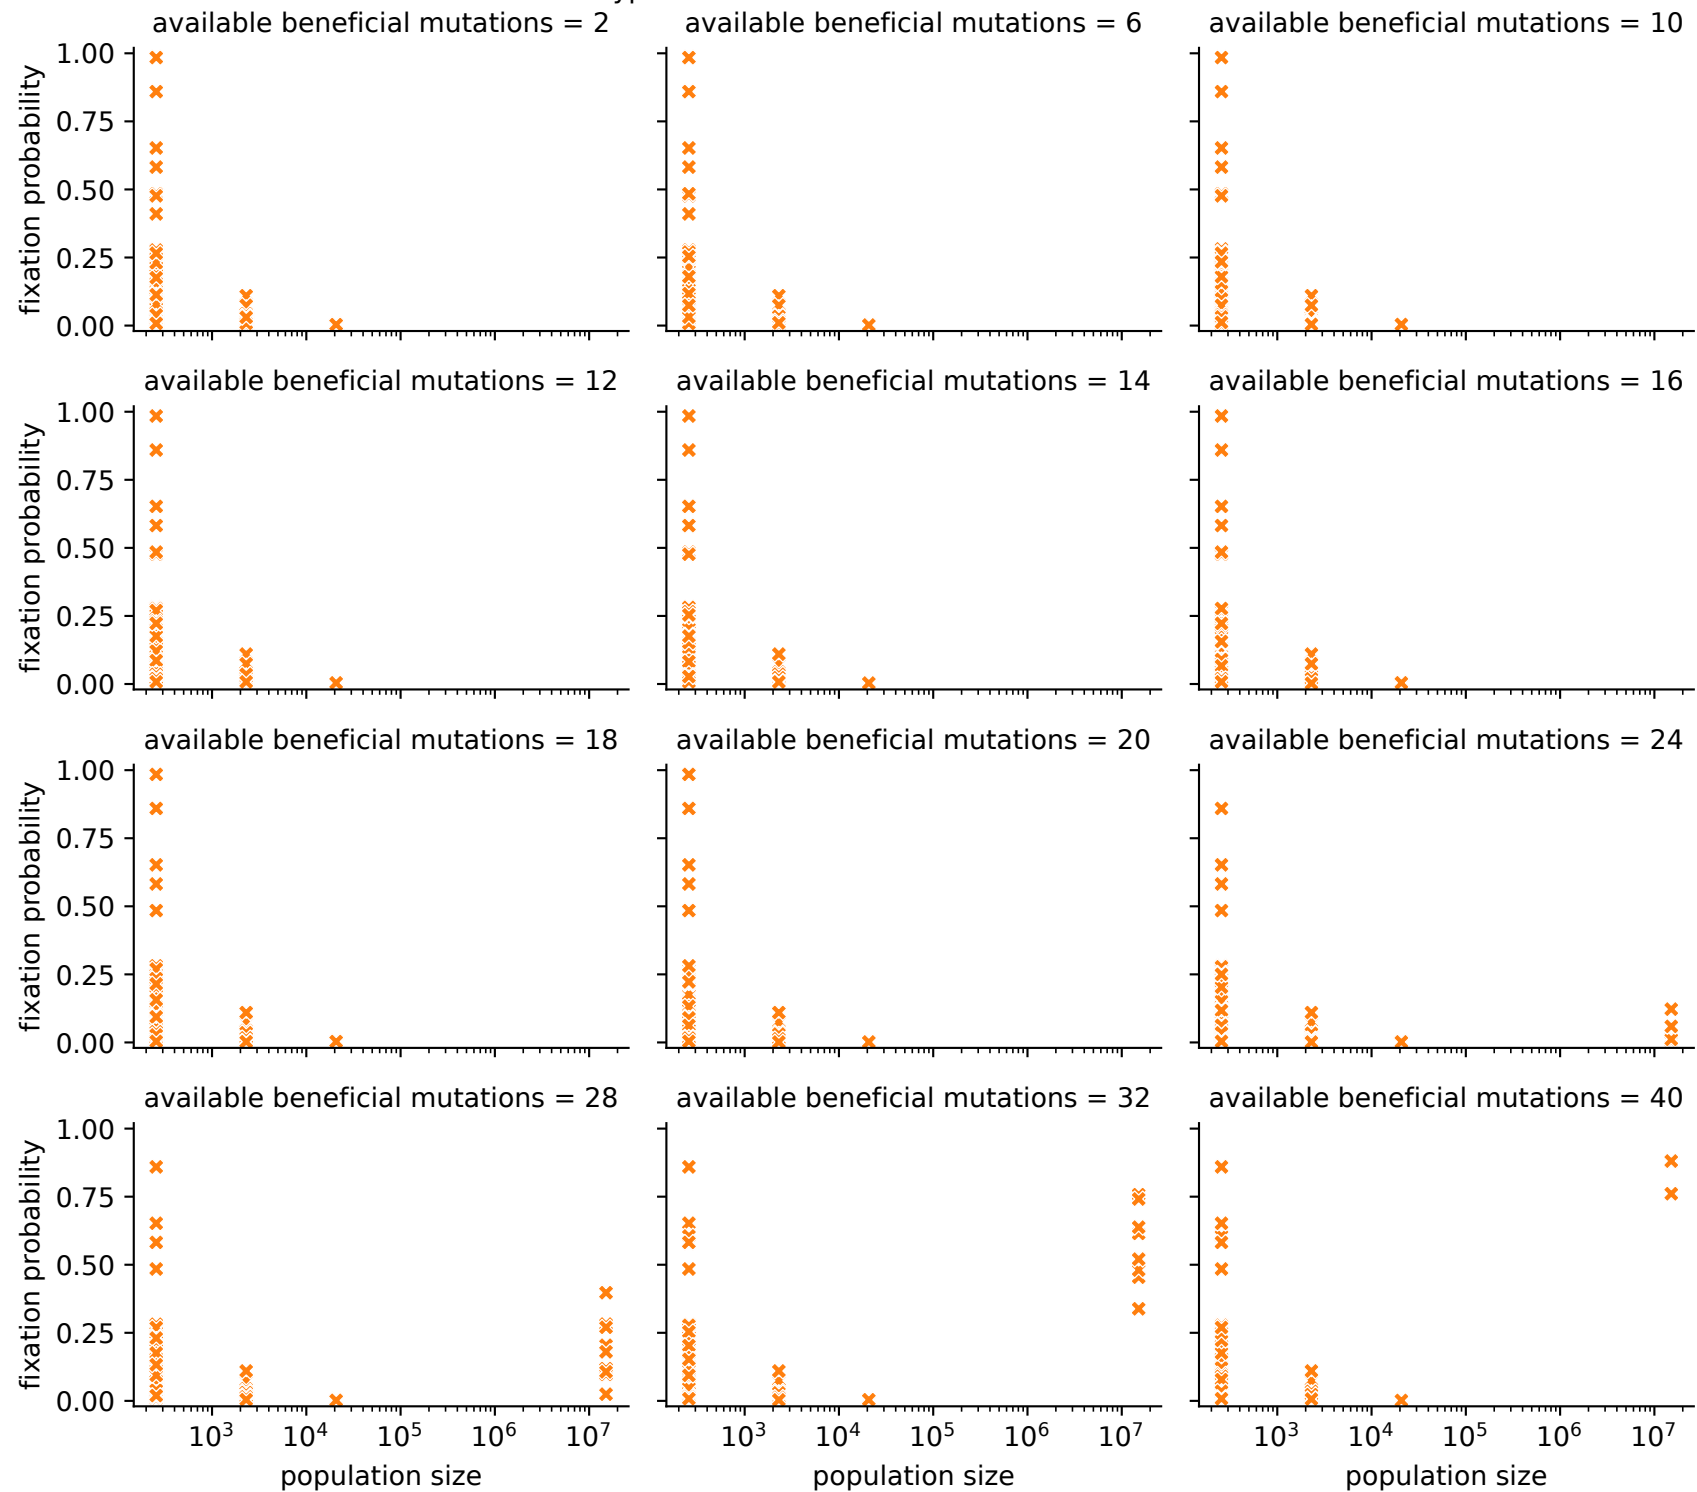 available beneficial mutations = 2
available beneficial mutations = 6
available beneficial mutations = 10
fixation probability
1.00
0.75
0.50
0.25
0.00
available beneficial mutations = 12
available beneficial mutations = 14
available beneficial mutations = 16
fixation probability
1.00
0.75
0.50
0.25
0.00
available beneficial mutations = 18
available beneficial mutations = 20
available beneficial mutations = 24
fixation probability
1.00
0.75
0.50
0.25
0.00
available beneficial mutations = 28
available beneficial mutations = 32
available beneficial mutations = 40
fixation probability
1.00
0.75
0.50
0.25
0.00
10³ 10⁴ 10⁵ 10⁶ 10⁷
10³ 10⁴ 10⁵ 10⁶ 10⁷
10³ 10⁴ 10⁵ 10⁶ 10⁷
population size
population size
population size